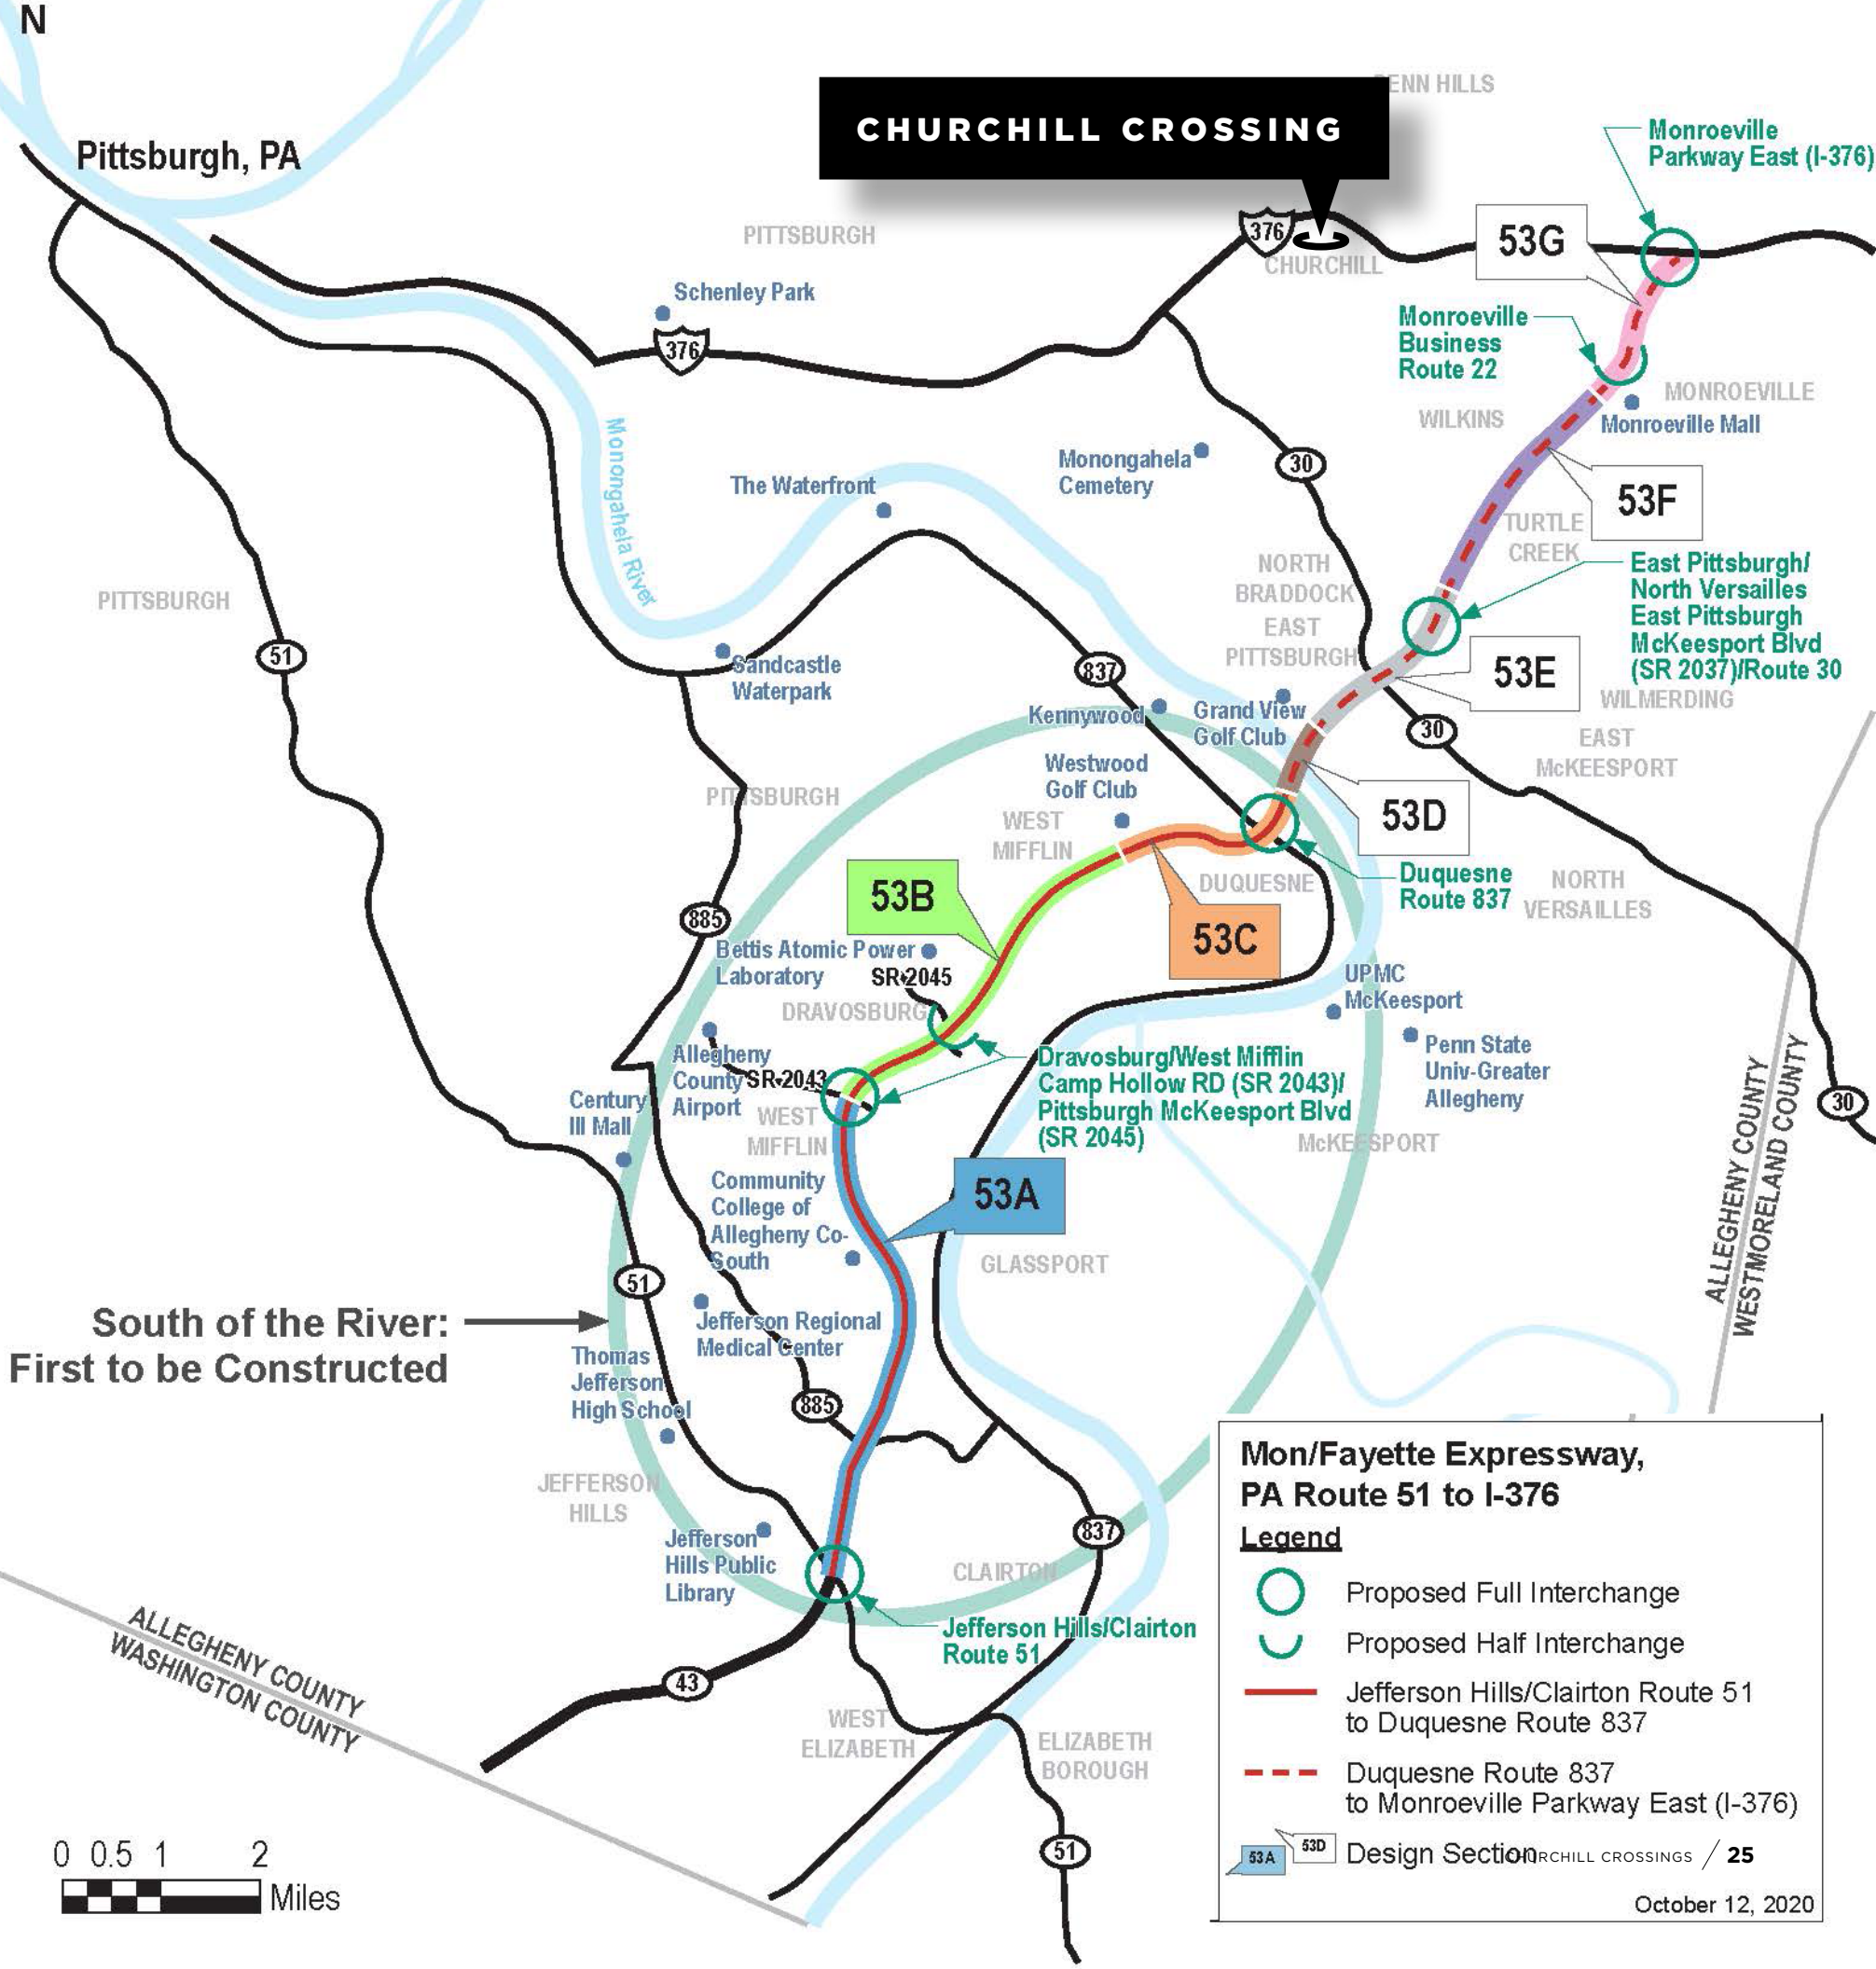 N
ENN HILLS
CHURCHILL CROSSING
Monroeville
Parkway East (I-376)
Pittsburgh, PA
PITTSBURGH
376
CHURCHILL
53G
Schenley Park
376
Monroeville
Business
Route 22
MONROEVILLE
WILKINS
Monroeville Mall
Monongahela River
Monongahela
Cemetery
30
The Waterfront
53F
TURTLE
CREEK
NORTH
BRADDOCK
EAST
PITTSBURGH
East Pittsburgh/
North Versailles
East Pittsburgh
McKeesport Blvd
(SR 2037)/Route 30
PITTSBURGH
51
Sandcastle
Waterpark
837
53E
WILMERDING
Kennywood
Grand View
Golf Club
30
EAST
McKEESPORT
Westwood
Golf Club
PITTSBURGH
53D
WEST
MIFFLIN
53B
DUQUESNE
Duquesne
Route 837
NORTH
VERSAILLES
885
53C
Bettis Atomic Power
Laboratory
SR 2045
UPMC
McKeesport
DRAVOSBURG
Allegheny
County
Airport
SR 2043
Dravosburg/West Mifflin
Camp Hollow RD (SR 2043)/
Pittsburgh McKeesport Blvd
(SR 2045)
Penn State
Univ-Greater
Allegheny
Century
III Mall
WEST
MIFFLIN
McKEESPORT
30
ALLEGHENY COUNTY
WESTMORELAND COUNTY
Community
College of
Allegheny Co-
South
53A
GLASSPORT
51
South of the River:
First to be Constructed
Jefferson Regional
Medical Center
Thomas
Jefferson
High School
885
JEFFERSON
HILLS
Jefferson
Hills Public
Library
837
CLAIRTON
Jefferson Hills/Clairton
Route 51
ALLEGHENY COUNTY
WASHINGTON COUNTY
43
WEST
ELIZABETH
ELIZABETH
BOROUGH
51
0 0.5 1 2
Miles
Mon/Fayette Expressway,
PA Route 51 to I-376
Legend
Proposed Full Interchange
Proposed Half Interchange
Jefferson Hills/Clairton Route 51
to Duquesne Route 837
Duquesne Route 837
to Monroeville Parkway East (I-376)
53A
53D
Design Section
CHURCHILL CROSSINGS / 25
October 12, 2020